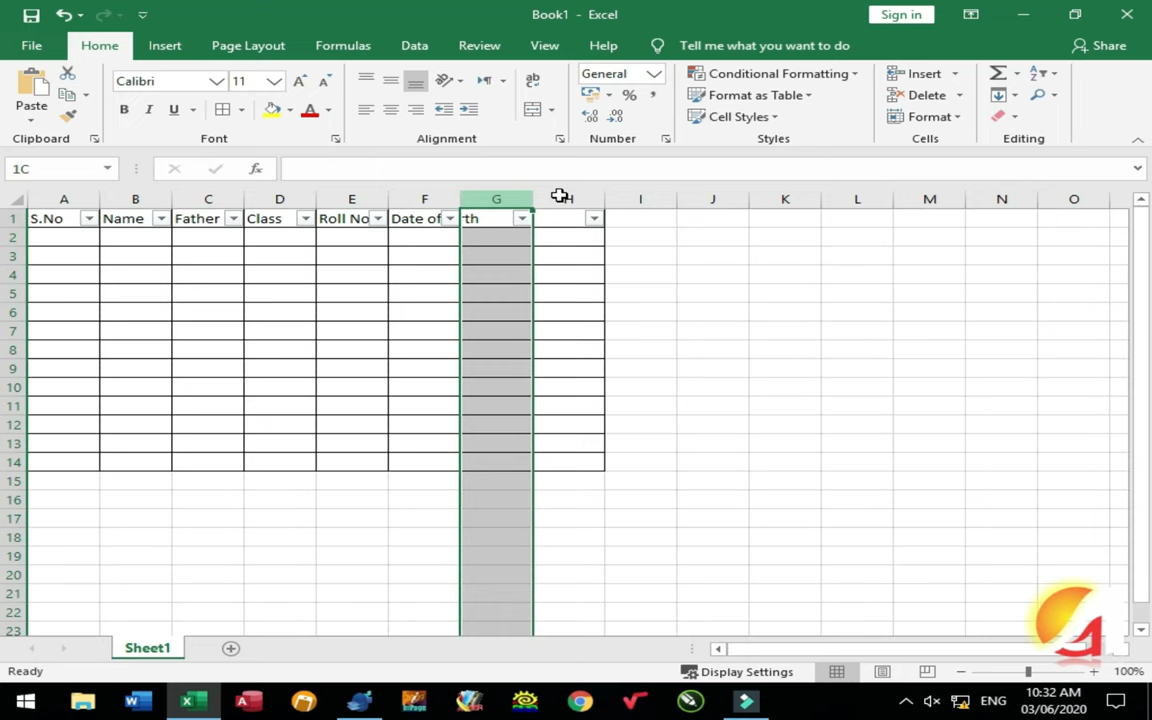 Book1 - Excel
Sign in
File
Home
Insert
Page Layout
Formulas
Data
Review
View
Help
Tell me what you want to do
Share
Paste
Calibri
11
B I U
A A
A
General
% ,
Conditional Formatting
Format as Table
Cell Styles
Insert
Delete
Format
Clipboard
Font
Alignment
Number
Styles
Cells
Editing
1C
fx
A B C D E F G H I J K L M N O
1 S.No Name Father Class Roll No Date of rth
2
3
4
5
6
7
8
9
10
11
12
13
14
15
16
17
18
19
20
21
22
23
Sheet1
Ready
Display Settings
100%
ENG
10:32 AM
03/06/2020